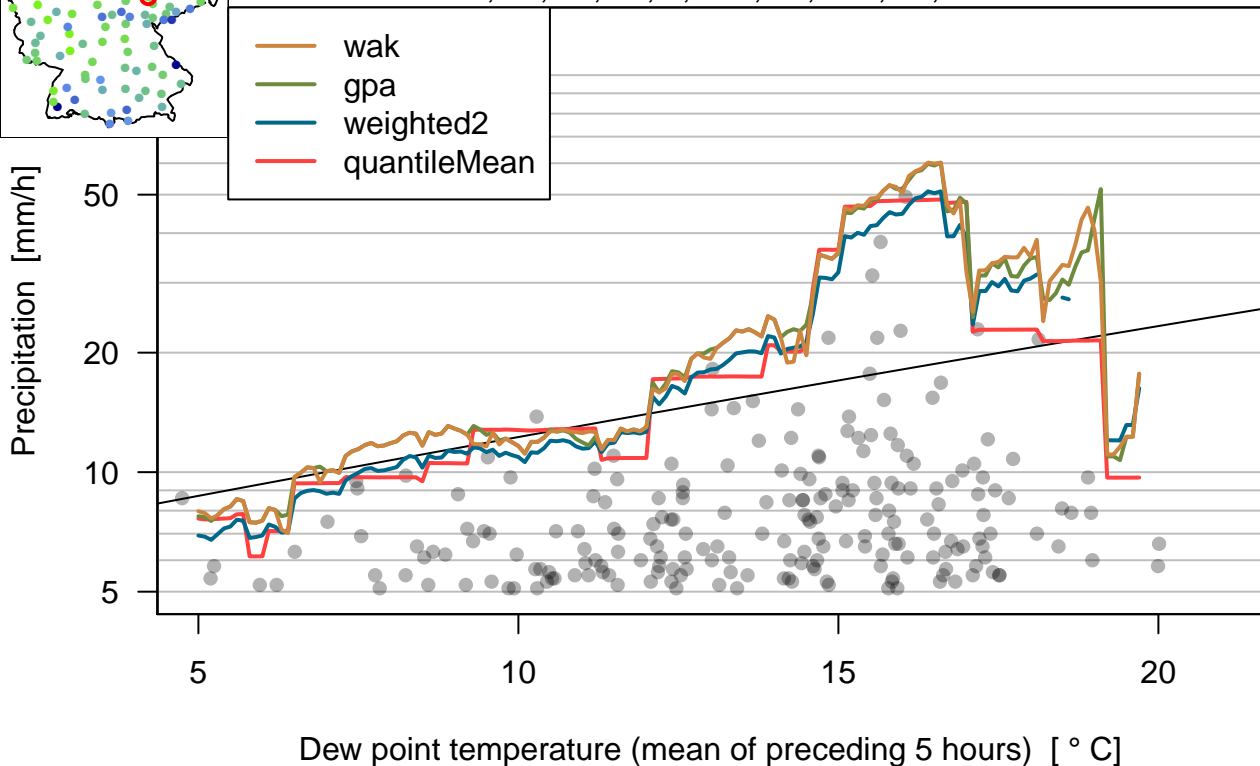 wak
gpa
weighted2
quantileMean
Precipitation [mm/h]
50
20
10
5
5
10
15
20
Dew point temperature (mean of preceding 5 hours) [ ° C]